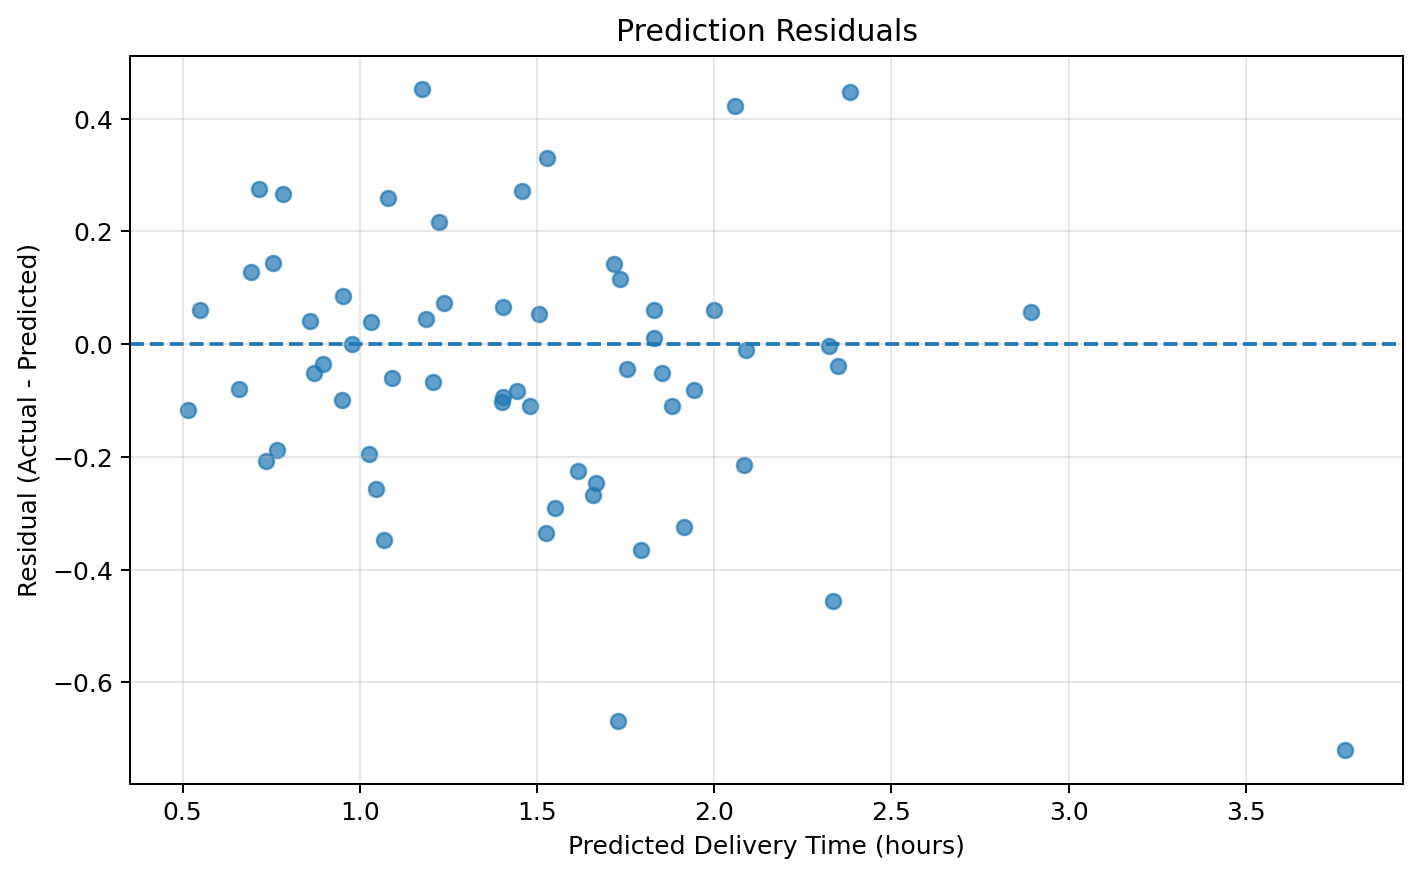 Prediction Residuals
Residual (Actual - Predicted)
0.4
0.2
0.0
−0.2
−0.4
−0.6
0.5 1.0 1.5 2.0 2.5 3.0 3.5
Predicted Delivery Time (hours)